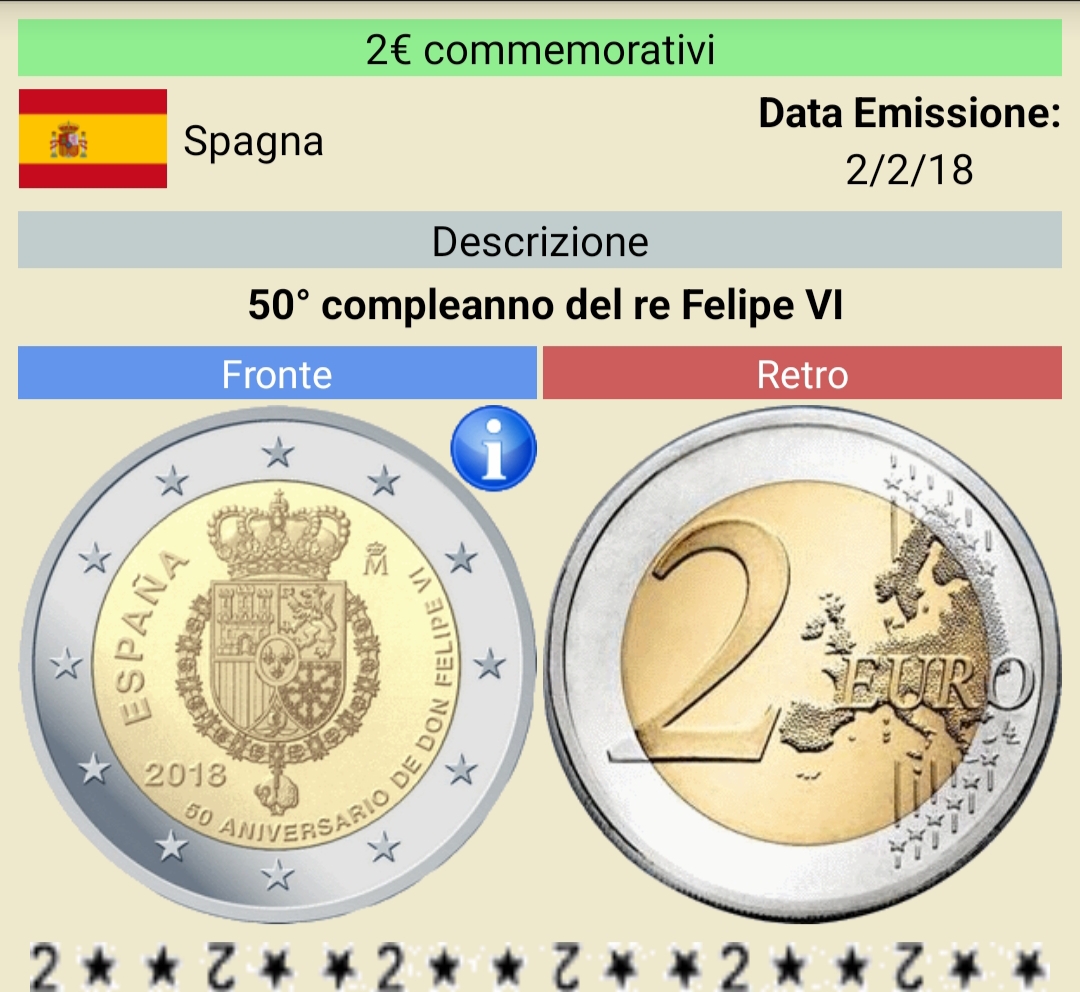 2€ commemorativi
Spagna
Data Emissione:
2/2/18
Descrizione
50° compleanno del re Felipe VI
Fronte
Retro
i
ESPAÑA
M
2018
50 ANIVERSARIO DE DON FELIPE VI
2
EURO
2 ★ ★ 2 ★ ★ 2 ★ ★ 2 ★ ★ 2 ★ ★ 2 ★ ★